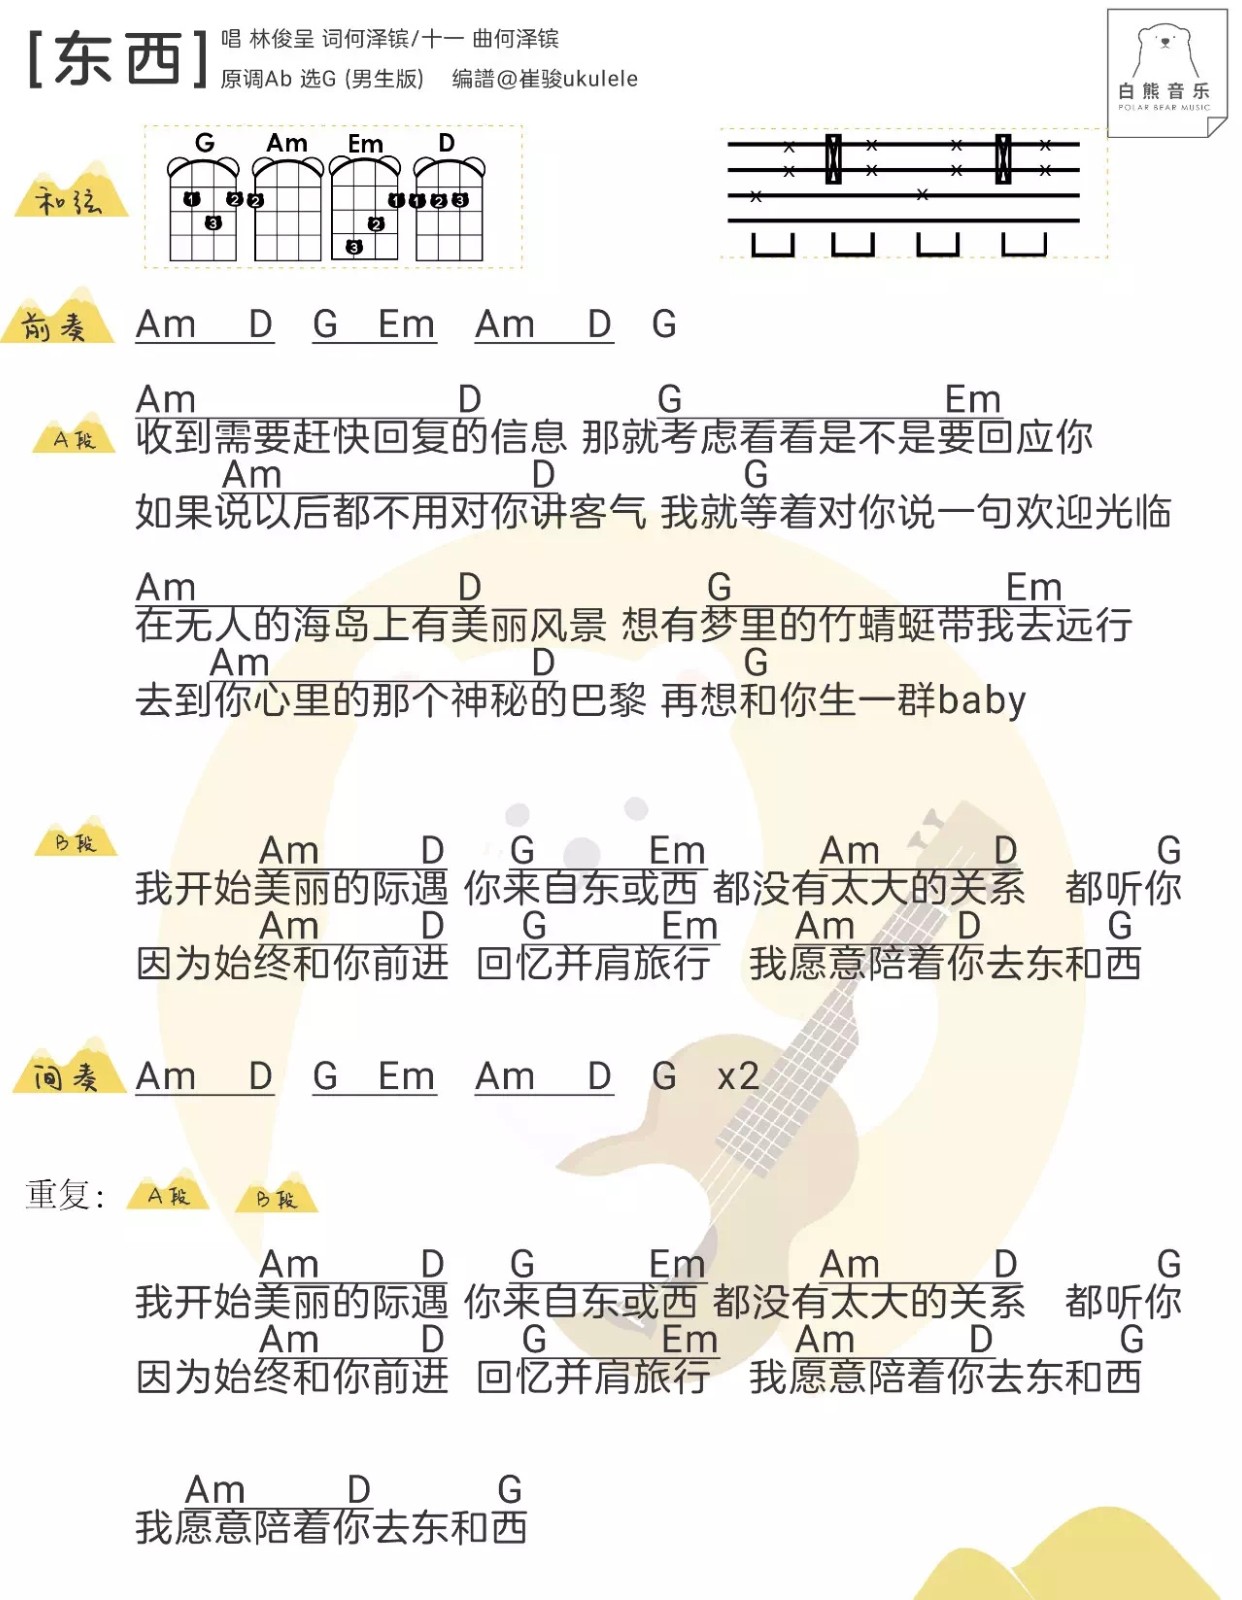 [东西]
唱 林俊呈 词何泽镔/十一 曲何泽镔
原调Ab 选G (男生版) 编譜@崔骏ukulele
白熊音乐
POLAR BEAR MUSIC
和弦
G Am Em D
1 2 3 2 1 2 3 1 2 3
前奏 Am D G Em Am D G
Am D G Em
A段 收到需要赶快回复的信息 那就考虑看看是不是要回应你
Am D G
如果说以后都不用对你讲客气 我就等着对你说一句欢迎光临
Am D G Em
在无人的海岛上有美丽风景 想有梦里的竹蜻蜓带我去远行
Am D G
去到你心里的那个神秘的巴黎 再想和你生一群baby
B段
Am D G Em Am D G
我开始美丽的际遇 你来自东或西 都没有太大的关系 都听你
Am D G Em Am D G
因为始终和你前进 回忆并肩旅行 我愿意陪着你去东和西
间奏 Am D G Em Am D G x2
重复: A段 B段
Am D G Em Am D G
我开始美丽的际遇 你来自东或西 都没有太大的关系 都听你
Am D G Em Am D G
因为始终和你前进 回忆并肩旅行 我愿意陪着你去东和西
Am D G
我愿意陪着你去东和西